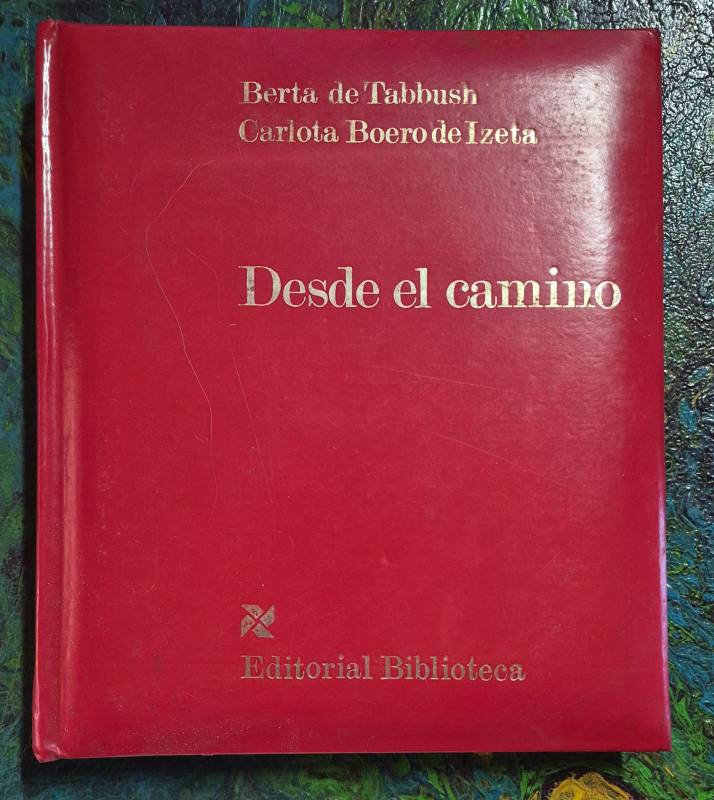 Berta de Tabbush
Carlota Boero de Izeta
Desde el camino
Editorial Biblioteca